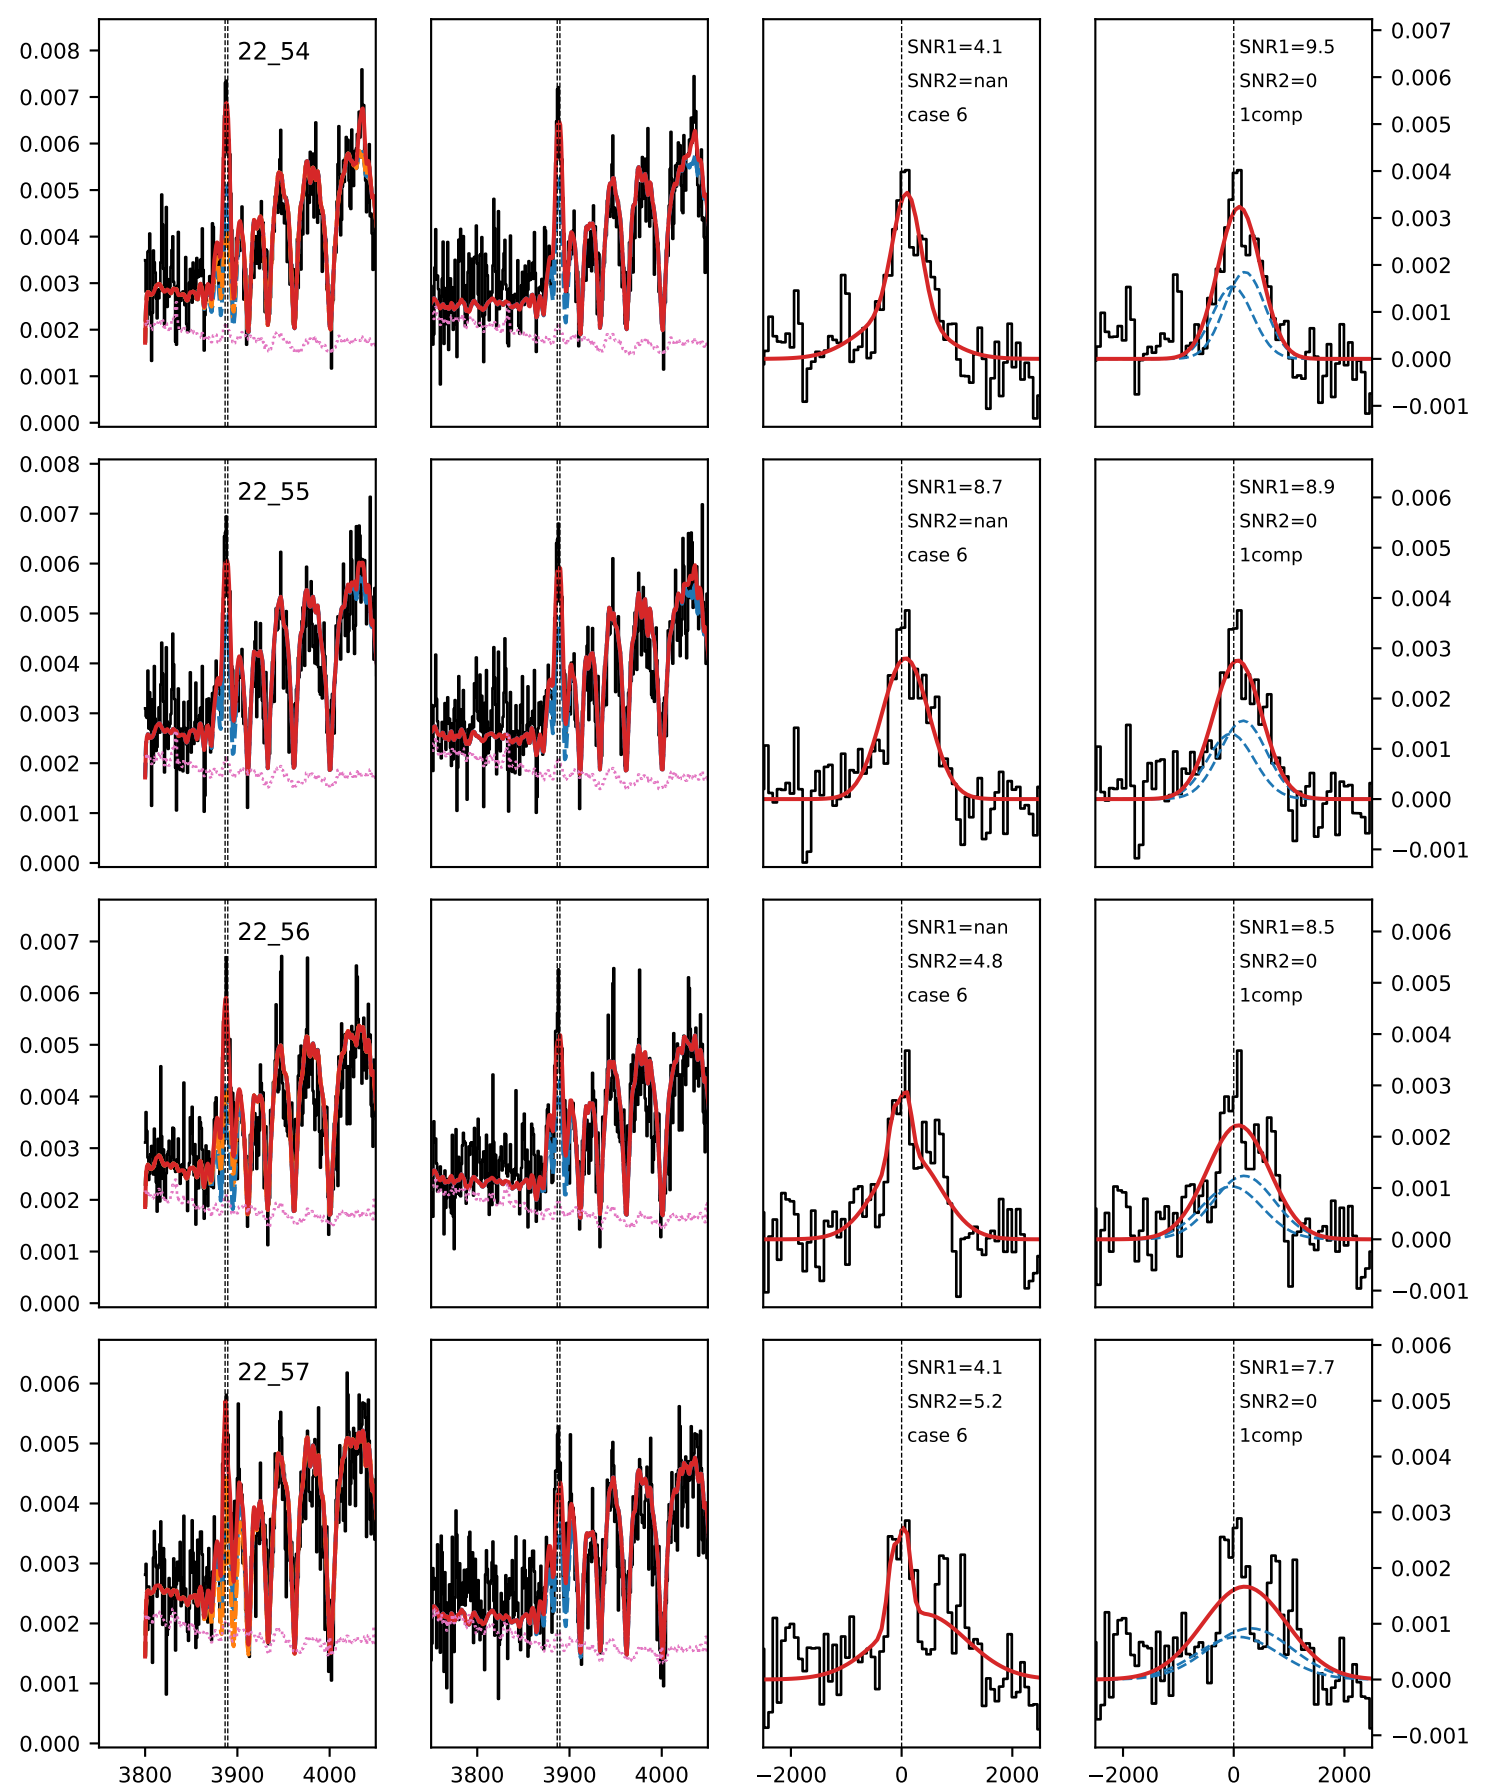 0.008
0.007
0.006
0.005
0.004
0.003
0.002
0.001
0.000
22_54
SNR1=4.1
SNR2=nan
case 6
SNR1=9.5
SNR2=0
1comp
0.007
0.006
0.005
0.004
0.003
0.002
0.001
0.000
−0.001
0.008
0.007
0.006
0.005
0.004
0.003
0.002
0.001
0.000
22_55
SNR1=8.7
SNR2=nan
case 6
SNR1=8.9
SNR2=0
1comp
0.006
0.005
0.004
0.003
0.002
0.001
0.000
−0.001
0.007
0.006
0.005
0.004
0.003
0.002
0.001
0.000
22_56
SNR1=nan
SNR2=4.8
case 6
SNR1=8.5
SNR2=0
1comp
0.006
0.005
0.004
0.003
0.002
0.001
0.000
−0.001
0.006
0.005
0.004
0.003
0.002
0.001
0.000
22_57
SNR1=4.1
SNR2=5.2
case 6
SNR1=7.7
SNR2=0
1comp
0.006
0.005
0.004
0.003
0.002
0.001
0.000
−0.001
3800 3900 4000
3800 3900 4000
−2000 0 2000
−2000 0 2000